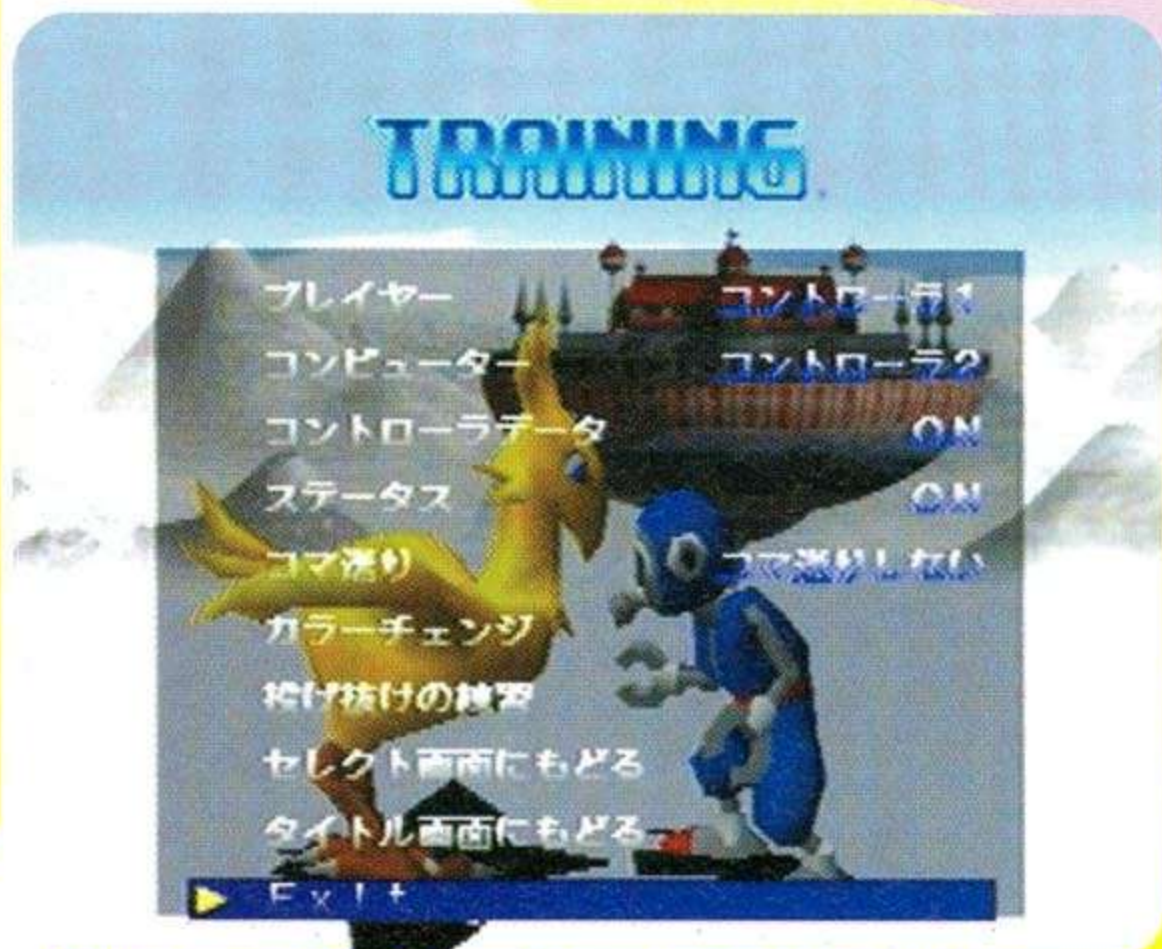 TRAINING
プレイヤー コントローラ1
コンピューター コントローラ2
コントローラデータ ON
ステータス ON
コマ送り コマ送りしない
カラーチェンジ
投げ抜けの練習
セレクト画面にもどる
タイトル画面にもどる
Exit